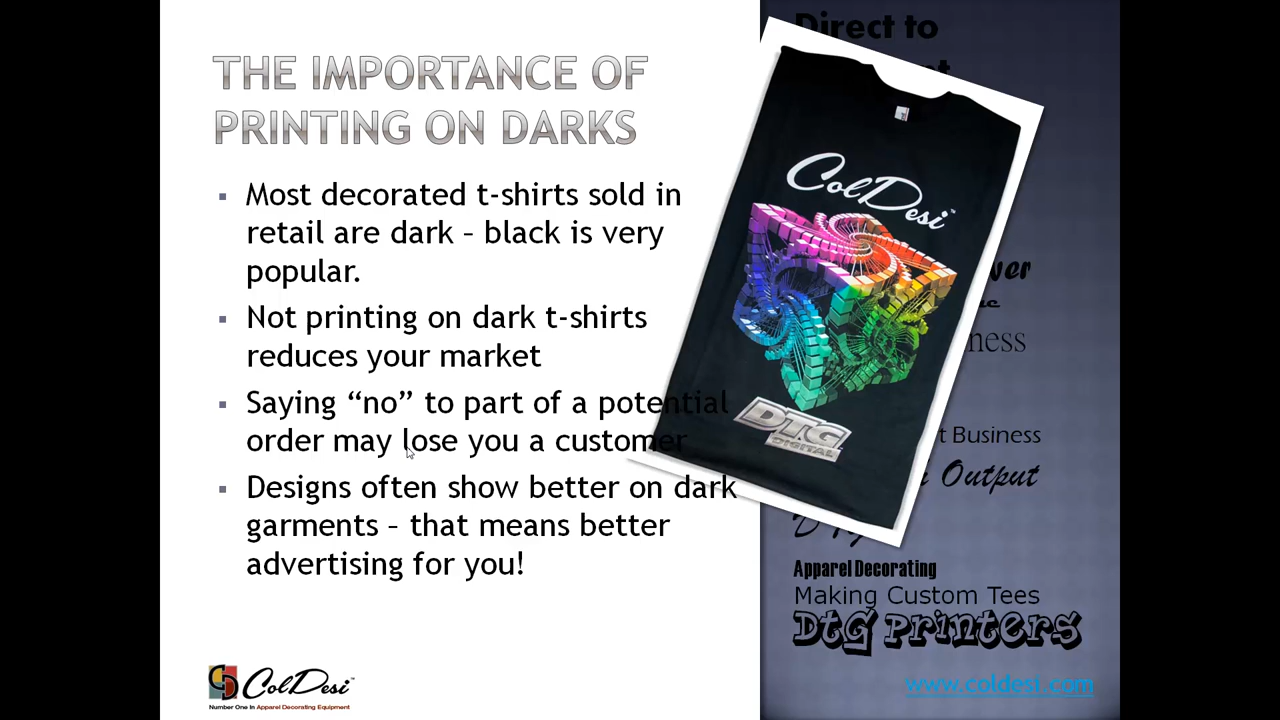 THE IMPORTANCE OF
PRINTING ON DARKS
Most decorated t-shirts sold in
retail are dark – black is very
popular.
Not printing on dark t-shirts
reduces your market
Saying “no” to part of a potential
order may lose you a customer
Designs often show better on dark
garments – that means better
advertising for you!
ColDesi™
Number One In Apparel Decorating Equipment
ColDesi™
DTG
DIGITAL
Direct to
t Business
Output
Apparel Decorating
Making Custom Tees
DtG Printers
www.coldesi.com